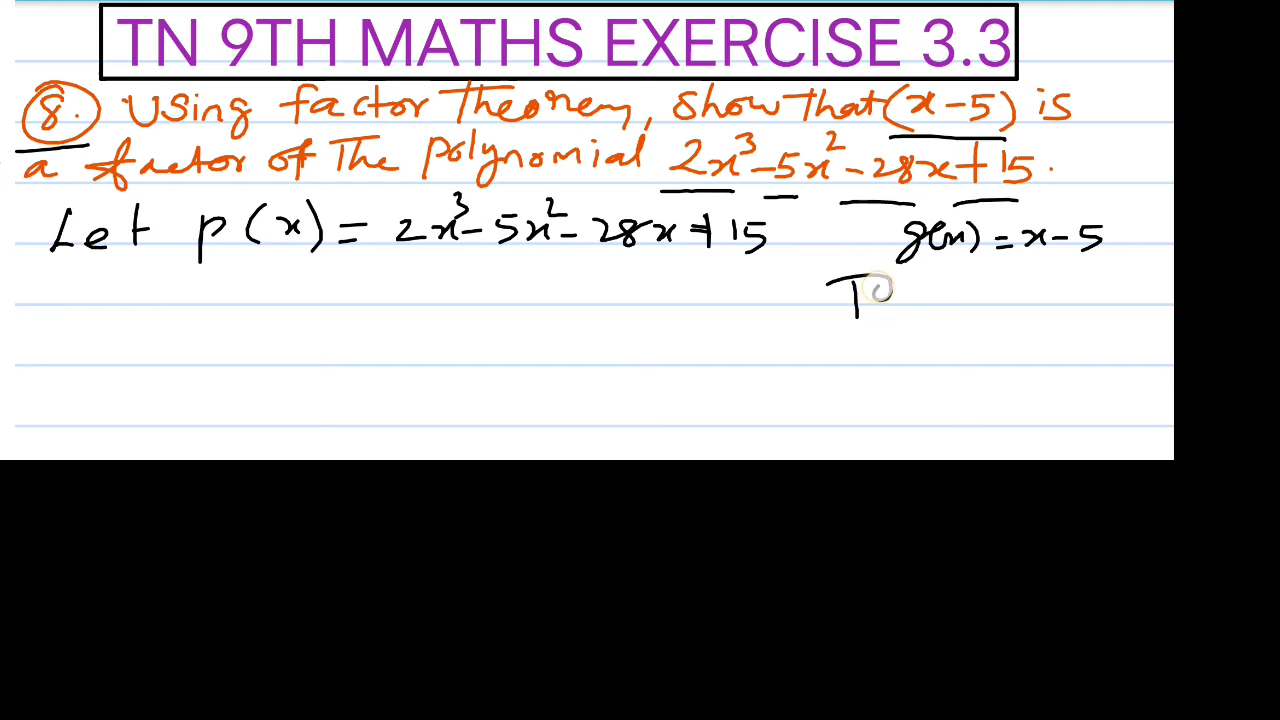 TN 9TH MATHS EXERCISE 3.3
8. Using factor Theorem, show that (x-5) is
a factor of The polynomial 2x³-5x²-28x+15.
Let p(x) = 2x³-5x²-28x+15 g(x) = x-5
To